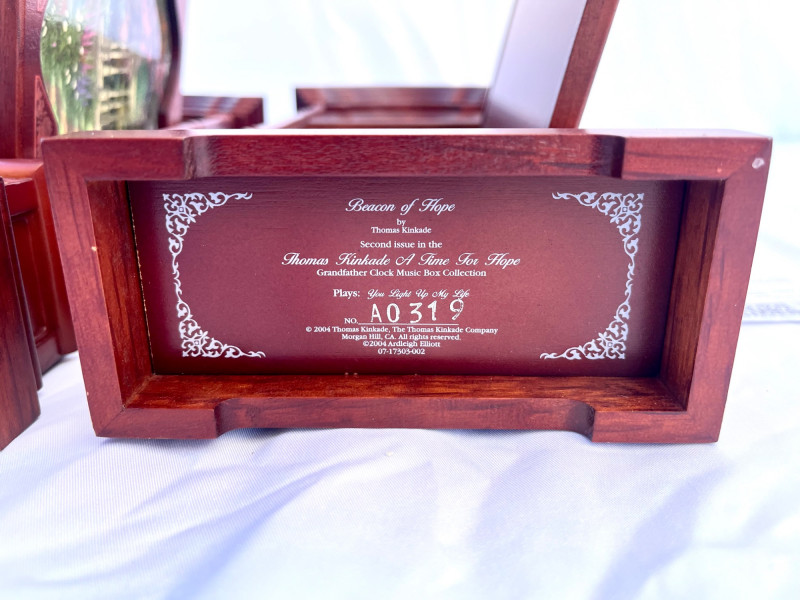 Beacon of Hope
by
Thomas Kinkade
Second issue in the
Thomas Kinkade A Time For Hope
Grandfather Clock Music Box Collection
Plays: You Light Up My Life
NO. A0319
© 2004 Thomas Kinkade, The Thomas Kinkade Company
Morgan Hill, CA. All rights reserved.
©2004 Ardleigh Elliott
07-17303-002